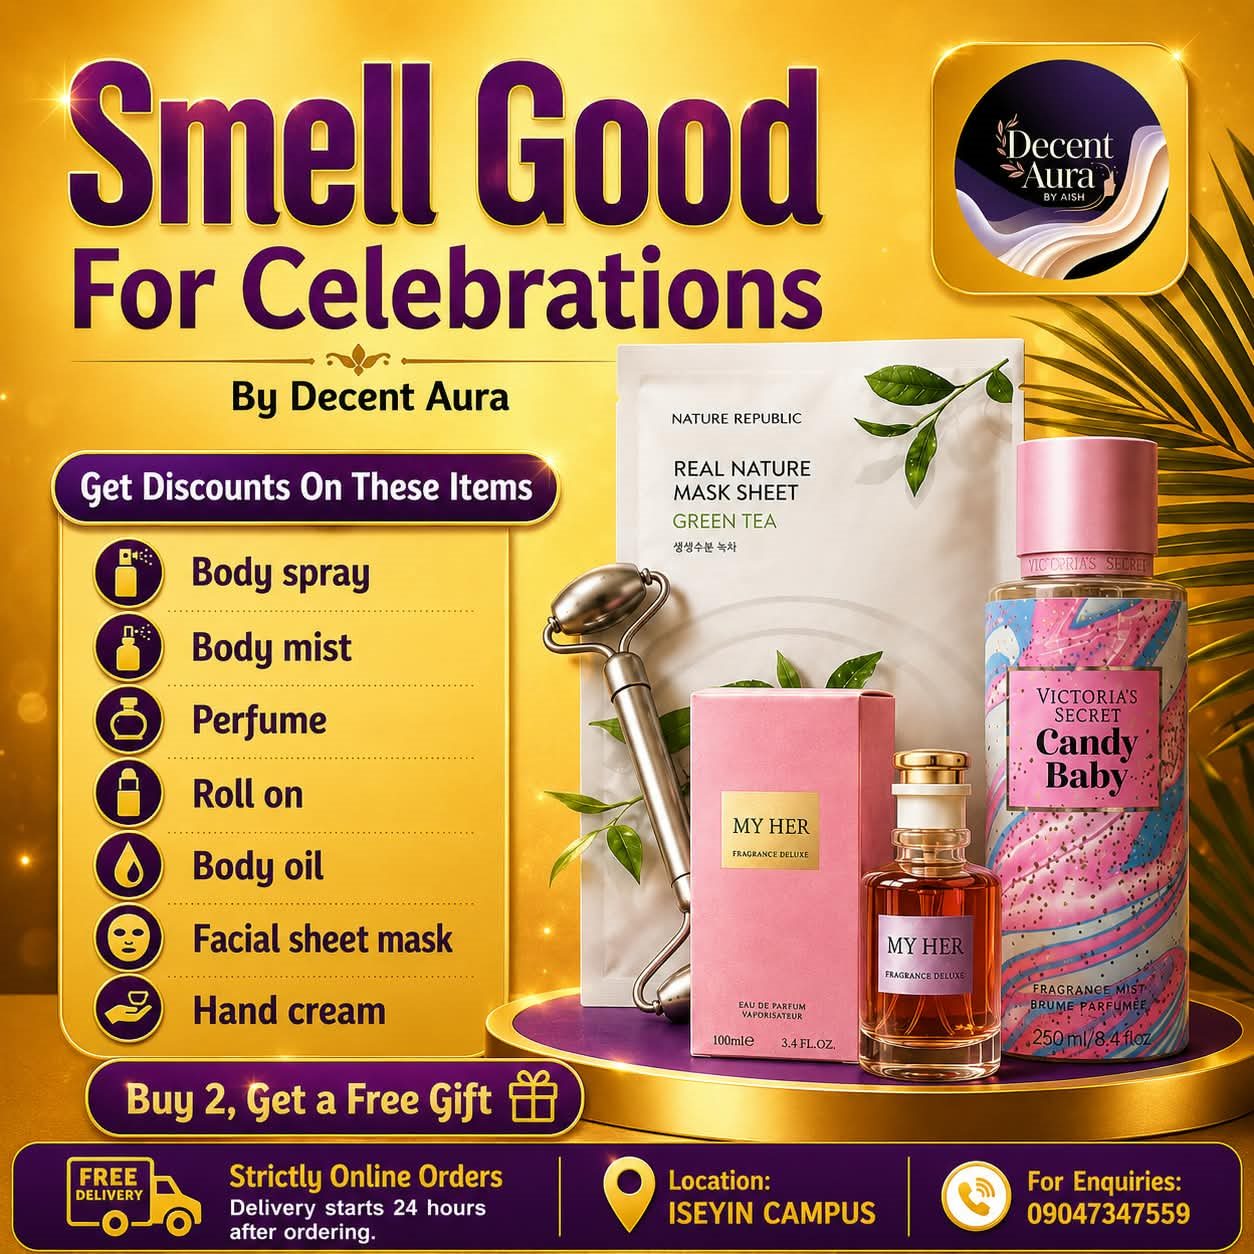 Smell Good
For Celebrations
By Decent Aura
Decent
Aura
BY AISH
Get Discounts On These Items
Body spray
Body mist
Perfume
Roll on
Body oil
Facial sheet mask
Hand cream
Buy 2, Get a Free Gift
NATURE REPUBLIC
REAL NATURE
MASK SHEET
GREEN TEA
생생수분 녹차
MY HER
FRAGRANCE DELUXE
EAU DE PARFUM
VAPORISATEUR
100ml℮ 3.4 FL.OZ.
MY HER
FRAGRANCE DELUXE
VICTORIA'S SECRET
VICTORIA'S
SECRET
Candy
Baby
FRAGRANCE MIST
BRUME PARFUMÉE
250 ml/8.4 fl oz
FREE
DELIVERY
Strictly Online Orders
Delivery starts 24 hours
after ordering.
Location:
ISEYIN CAMPUS
For Enquiries:
09047347559